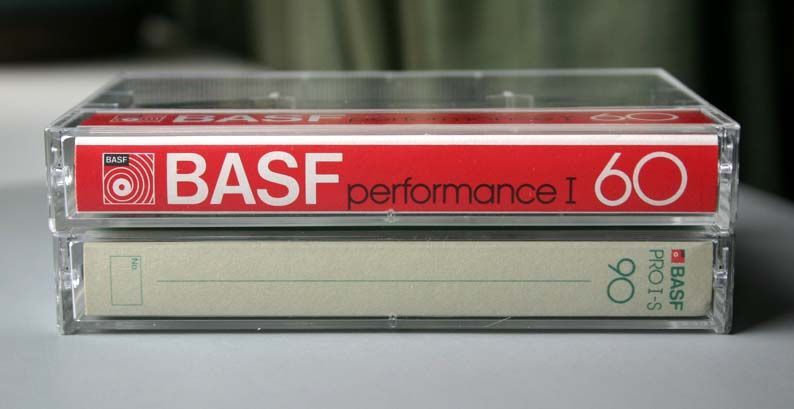 BASF
BASF performance I 60
No.
BASF
PRO I-S
90